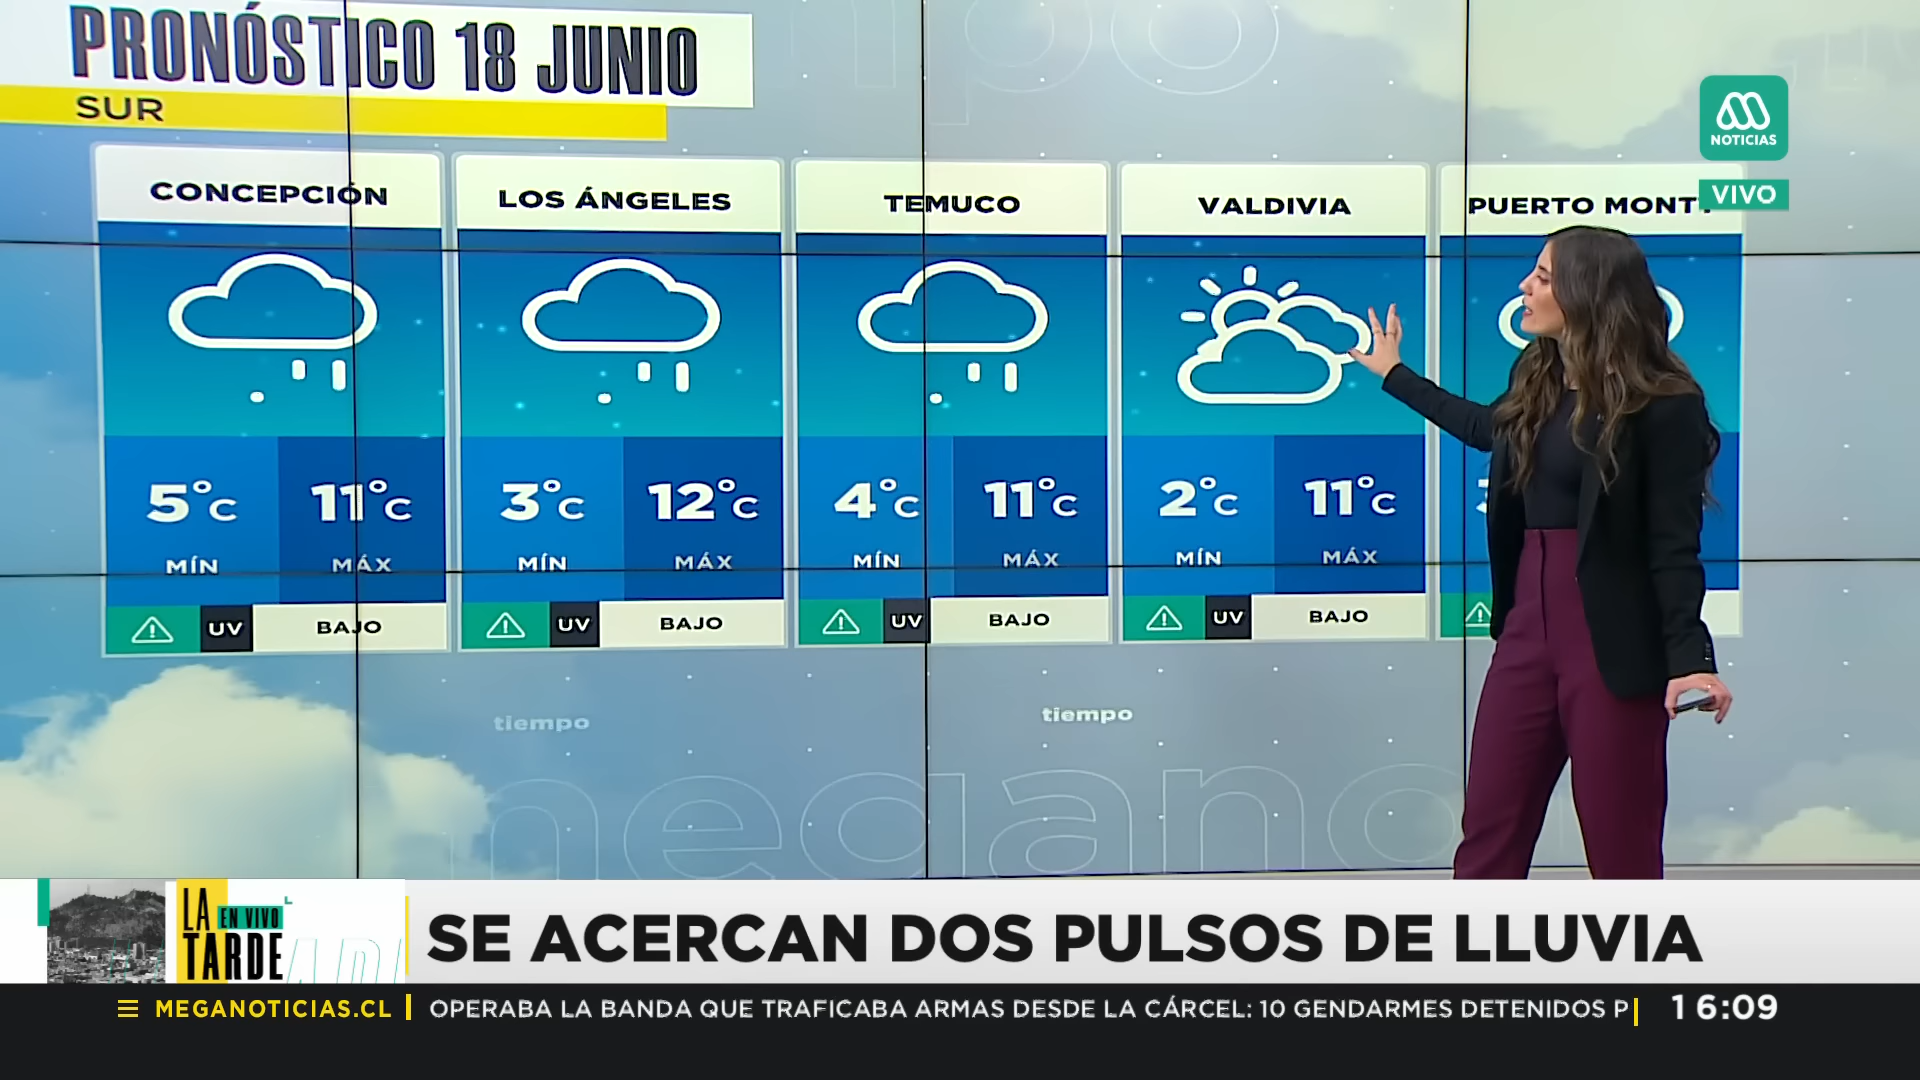 PRONÓSTICO 18 JUNIO
SUR
NOTICIAS
VIVO
CONCEPCIÓN
LOS ÁNGELES
TEMUCO
VALDIVIA
PUERTO MONTT
5°C
11°C
3°C
12°C
4°C
11°C
2°C
11°C
MÍN
MÁX
MÍN
MÁX
MÍN
MÁX
MÍN
MÁX
UV BAJO
UV BAJO
UV BAJO
UV BAJO
tiempo
tiempo
megano
LA TARDE
EN VIVO
SE ACERCAN DOS PULSOS DE LLUVIA
MEGANOTICIAS.CL
OPERABA LA BANDA QUE TRAFICABA ARMAS DESDE LA CÁRCEL: 10 GENDARMES DETENIDOS P
16:09